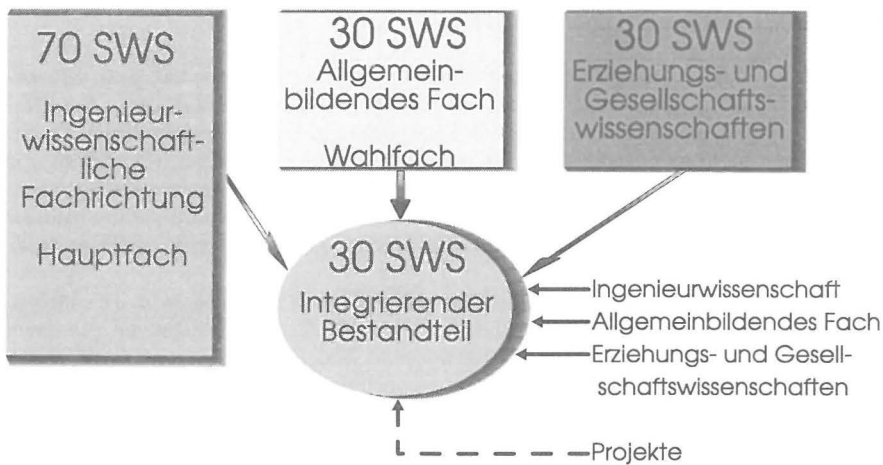 70 SWS
Ingenieur-
wissenschaft-
liche
Fachrichtung
Hauptfach
30 SWS
Allgemein-
bildendes Fach
Wahlfach
30 SWS
Erziehungs- und
Gesellschafts-
wissenschaften
30 SWS
Integrierender
Bestandteil
Ingenieurwissenschaft
Allgemeinbildendes Fach
Erziehungs- und Gesell-
schaftswissenschaften
Projekte